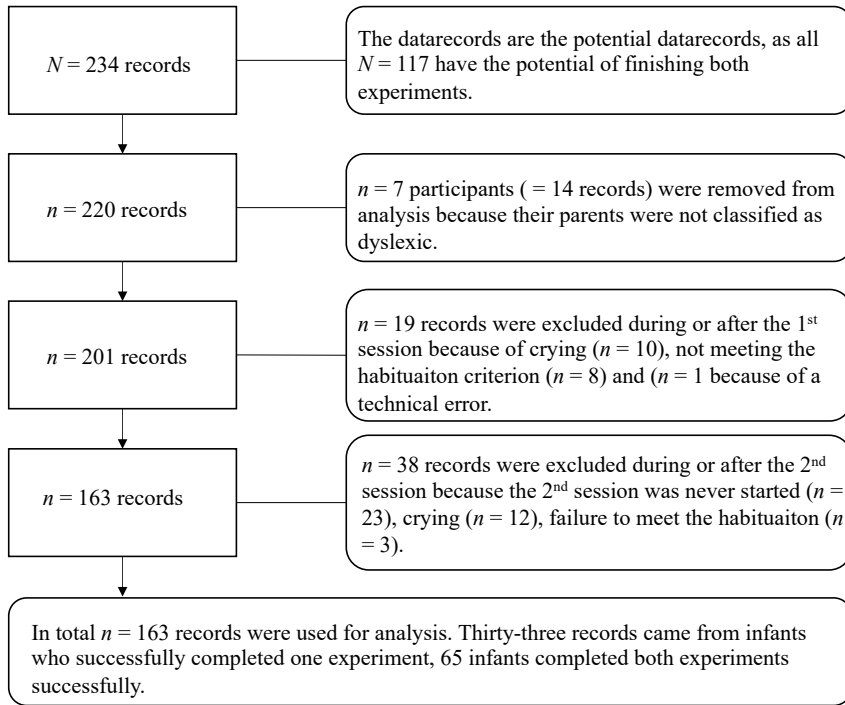 N = 234 records
The datarecords are the potential datarecords, as all
N = 117 have the potential of finishing both
experiments.
n = 220 records
n = 7 participants ( = 14 records) were removed from
analysis because their parents were not classified as
dyslexic.
n = 201 records
n = 19 records were excluded during or after the 1st
session because of crying (n = 10), not meeting the
habituaiton criterion (n = 8) and (n = 1 because of a
technical error.
n = 163 records
n = 38 records were excluded during or after the 2nd
session because the 2nd session was never started (n =
23), crying (n = 12), failure to meet the habituaiton (n
= 3).
In total n = 163 records were used for analysis. Thirty-three records came from infants
who successfully completed one experiment, 65 infants completed both experiments
successfully.